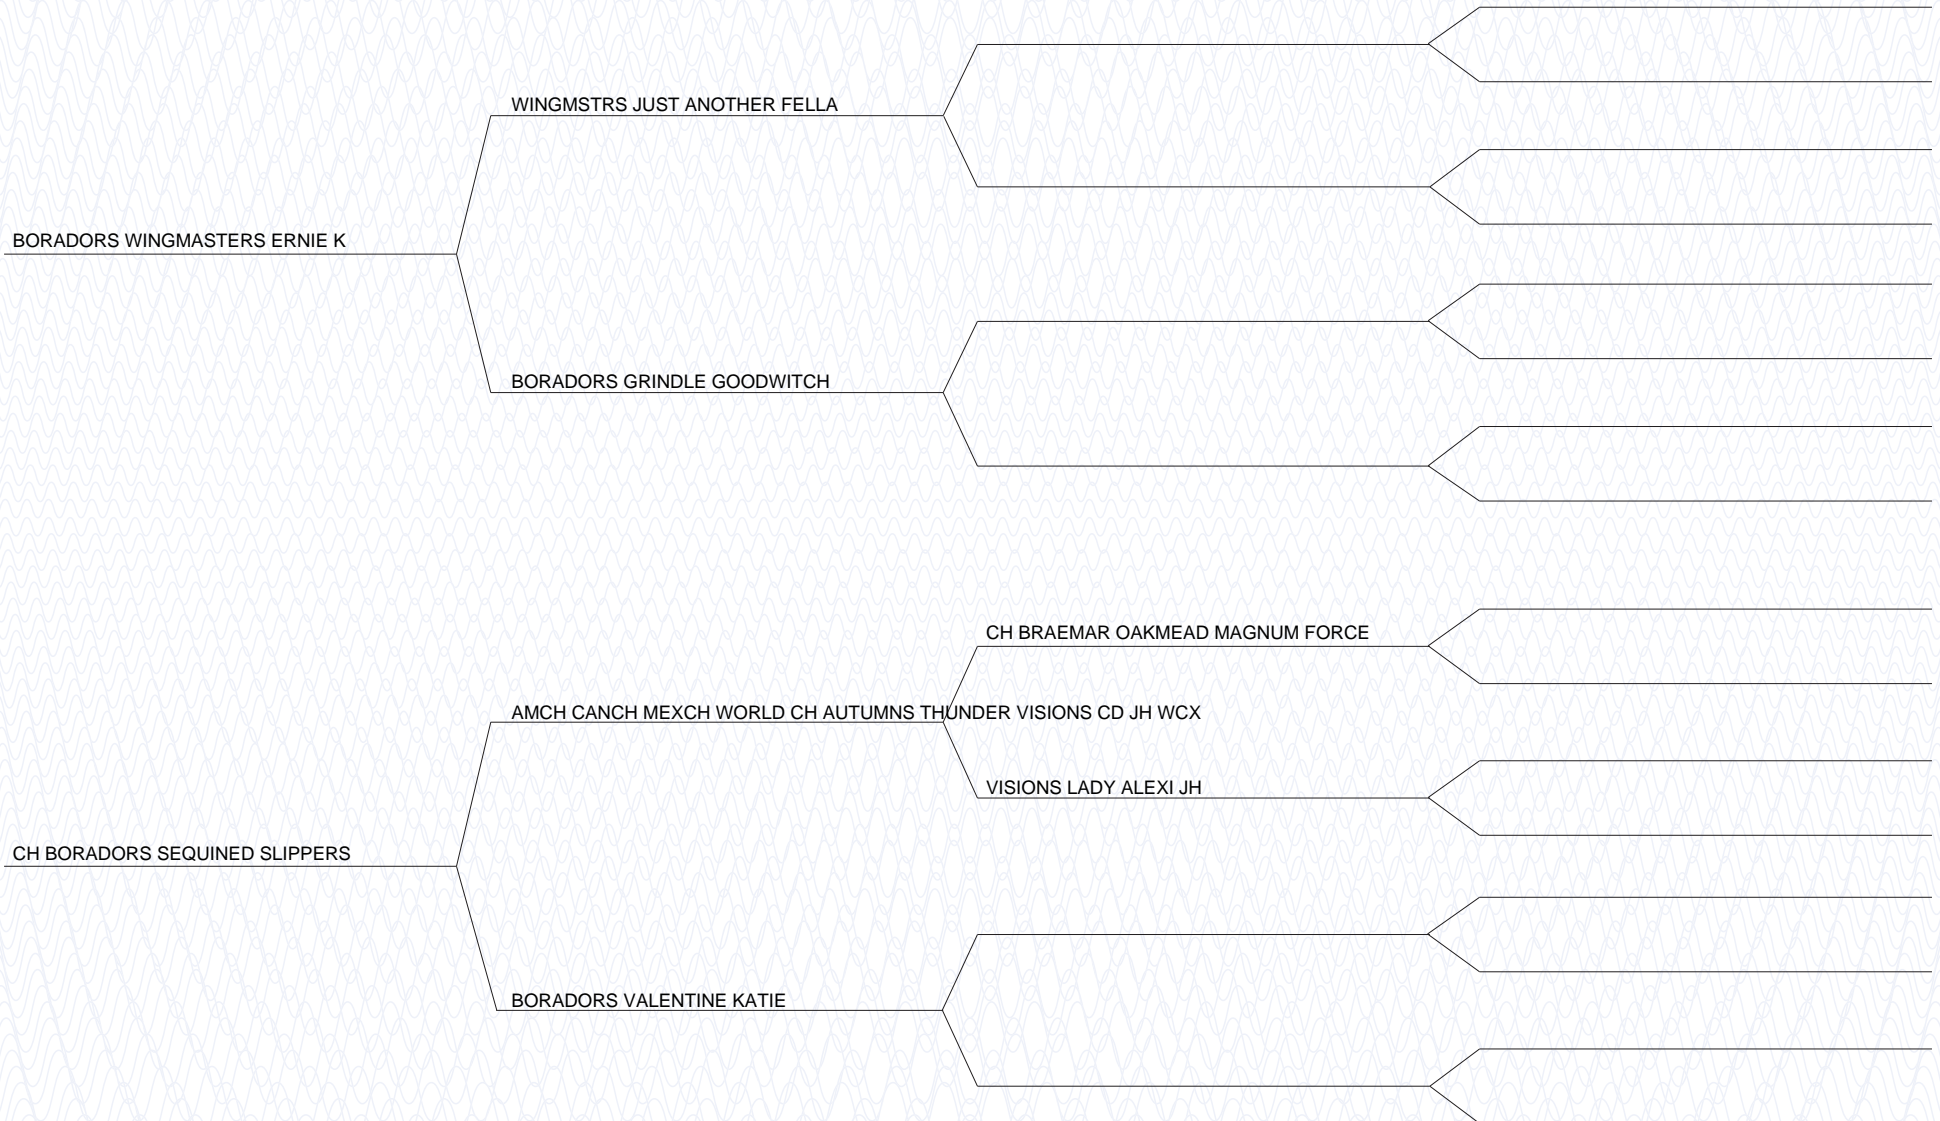 WINGMSTRS JUST ANOTHER FELLA
BORADORS WINGMASTERS ERNIE K
BORADORS GRINDLE GOODWITCH
CH BRAEMAR OAKMEAD MAGNUM FORCE
AMCH CANCH MEXCH WORLD CH AUTUMNS THUNDER VISIONS CD JH WCX
VISIONS LADY ALEXI JH
CH BORADORS SEQUINED SLIPPERS
BORADORS VALENTINE KATIE